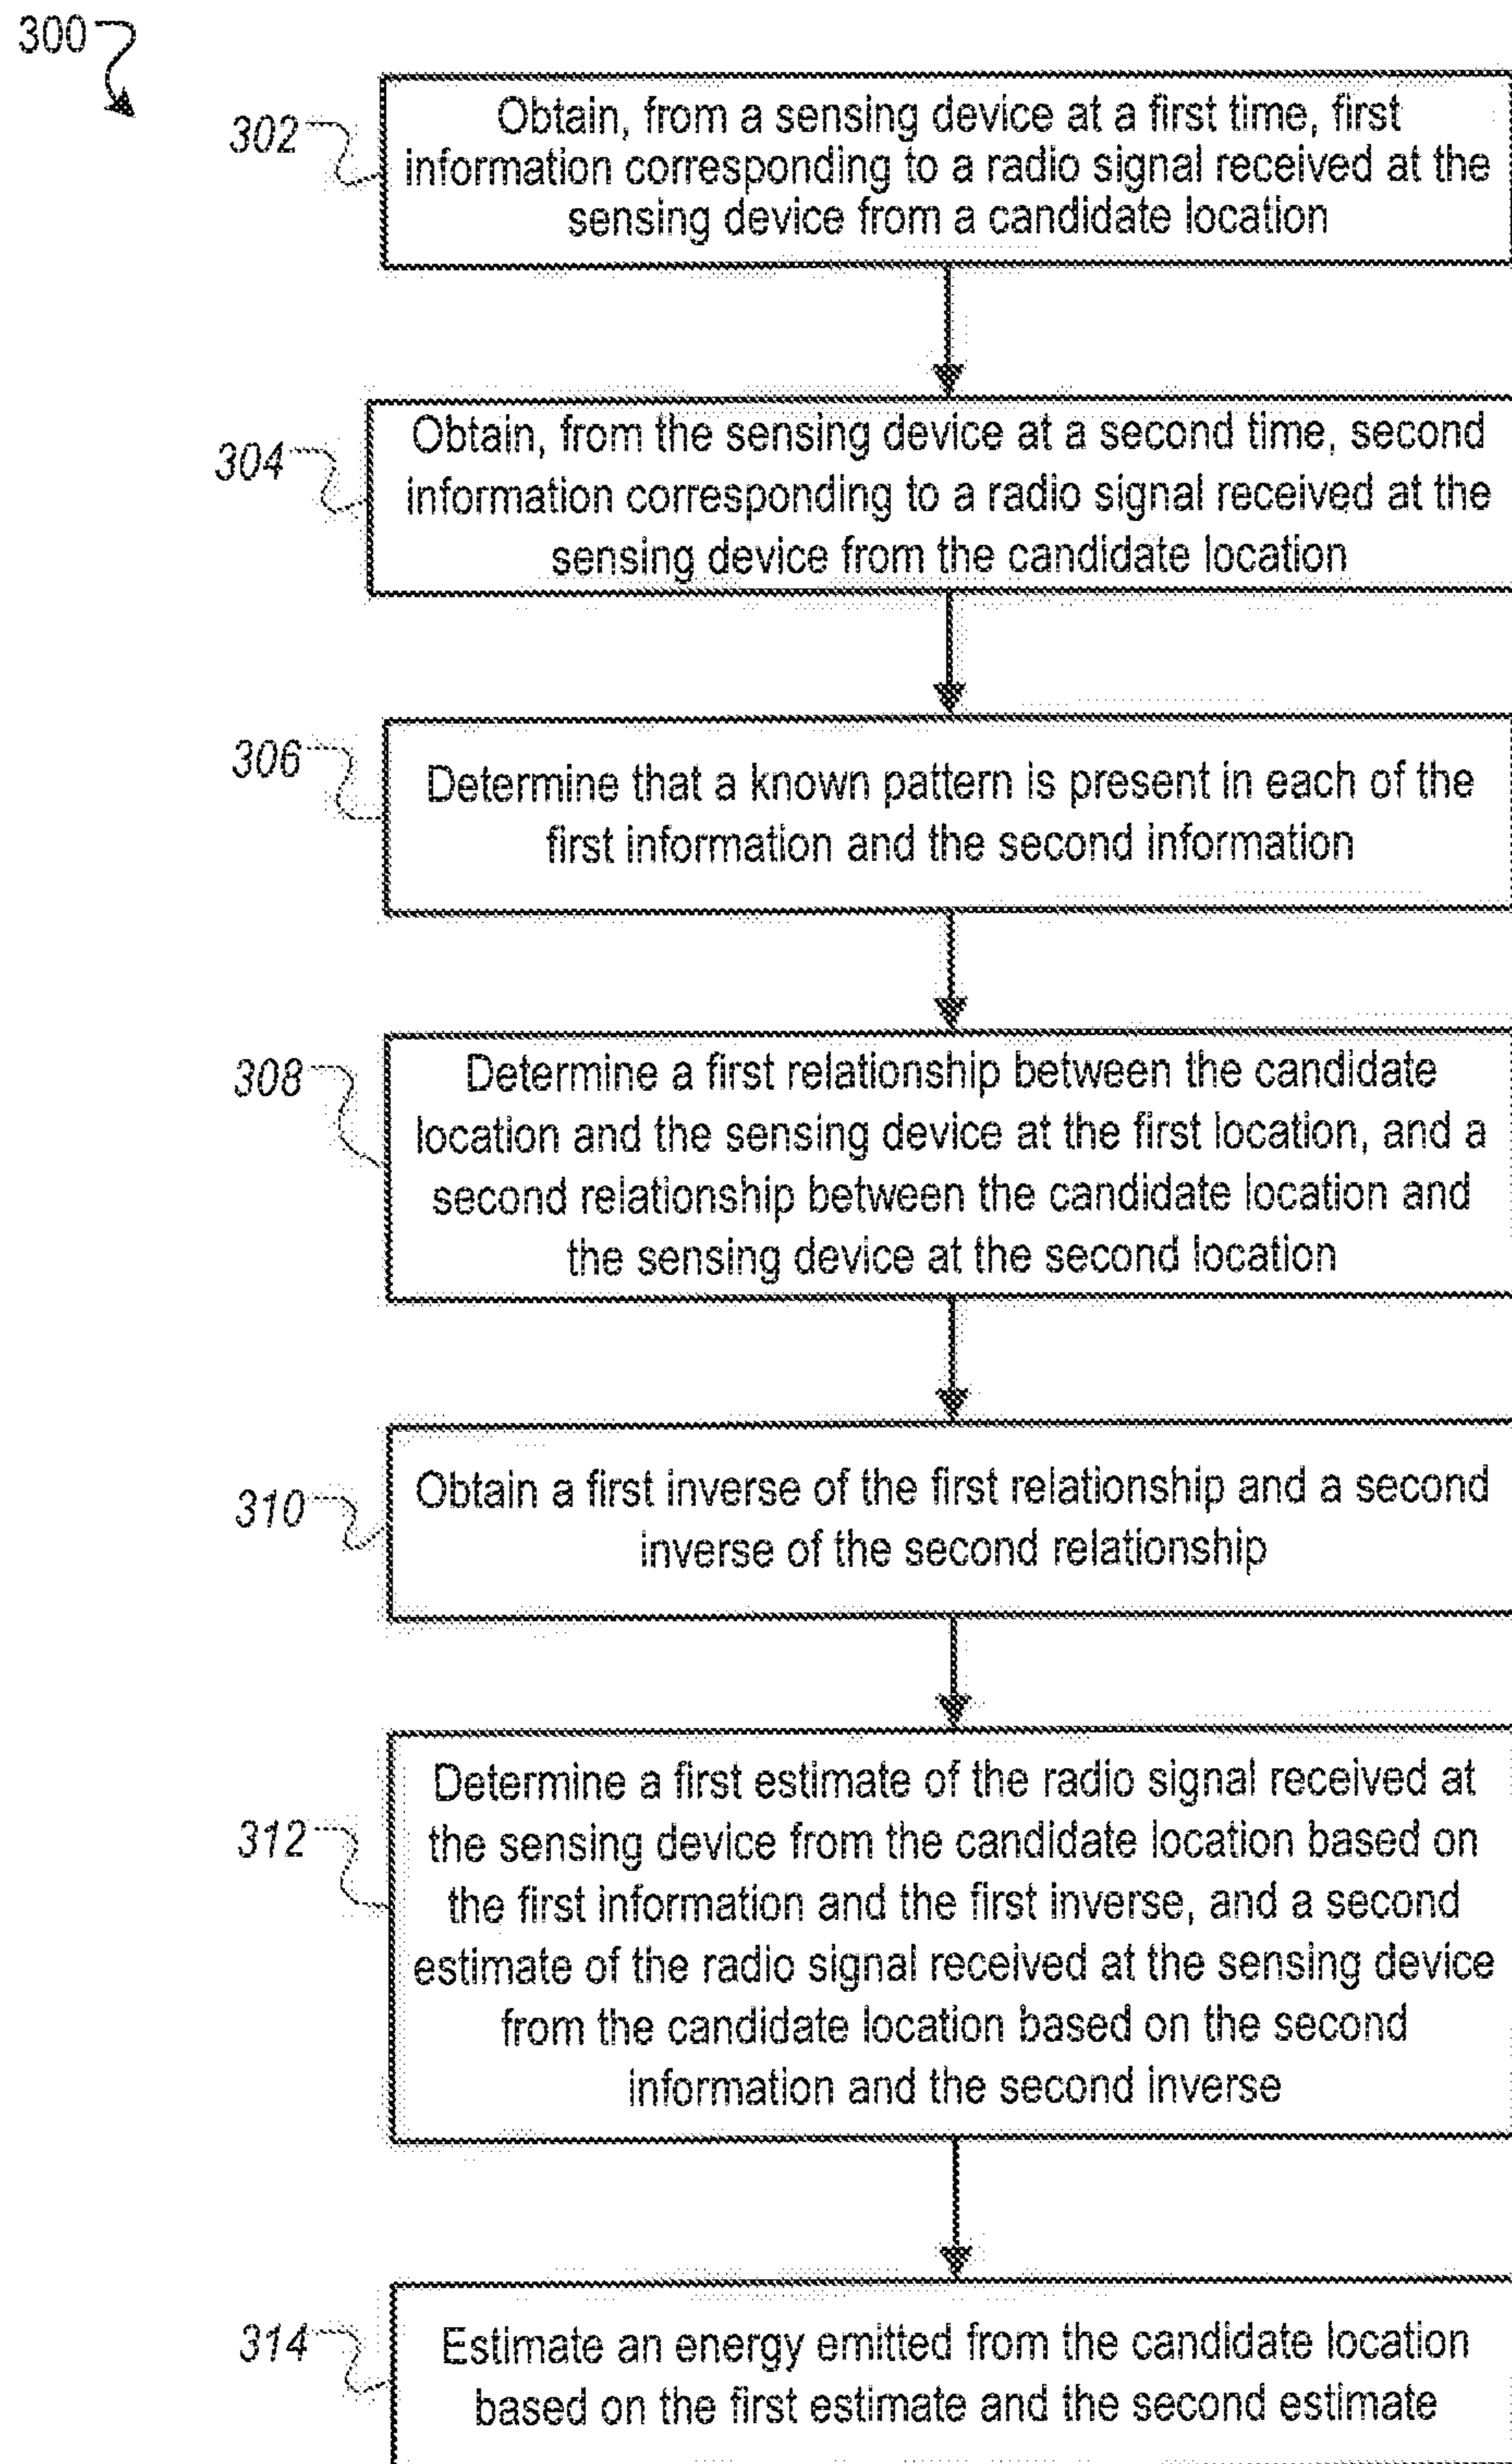 300
302
Obtain, from a sensing device at a first time, first
information corresponding to a radio signal received at the
sensing device from a candidate location
304
Obtain, from the sensing device at a second time, second
information corresponding to a radio signal received at the
sensing device from the candidate location
306
Determine that a known pattern is present in each of the
first information and the second information
308
Determine a first relationship between the candidate
location and the sensing device at the first location, and a
second relationship between the candidate location and
the sensing device at the second location
310
Obtain a first inverse of the first relationship and a second
inverse of the second relationship
312
Determine a first estimate of the radio signal received at
the sensing device from the candidate location based on
the first information and the first inverse, and a second
estimate of the radio signal received at the sensing device
from the candidate location based on the second
information and the second inverse
314
Estimate an energy emitted from the candidate location
based on the first estimate and the second estimate